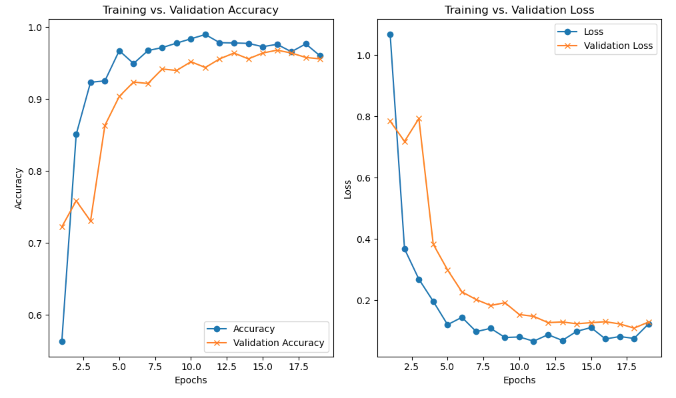 Training vs. Validation Accuracy
1.0
0.9
0.8
0.7
0.6
Accuracy
Accuracy
Validation Accuracy
2.5 5.0 7.5 10.0 12.5 15.0 17.5
Epochs
Training vs. Validation Loss
1.0
0.8
0.6
0.4
0.2
Loss
Loss
Validation Loss
2.5 5.0 7.5 10.0 12.5 15.0 17.5
Epochs